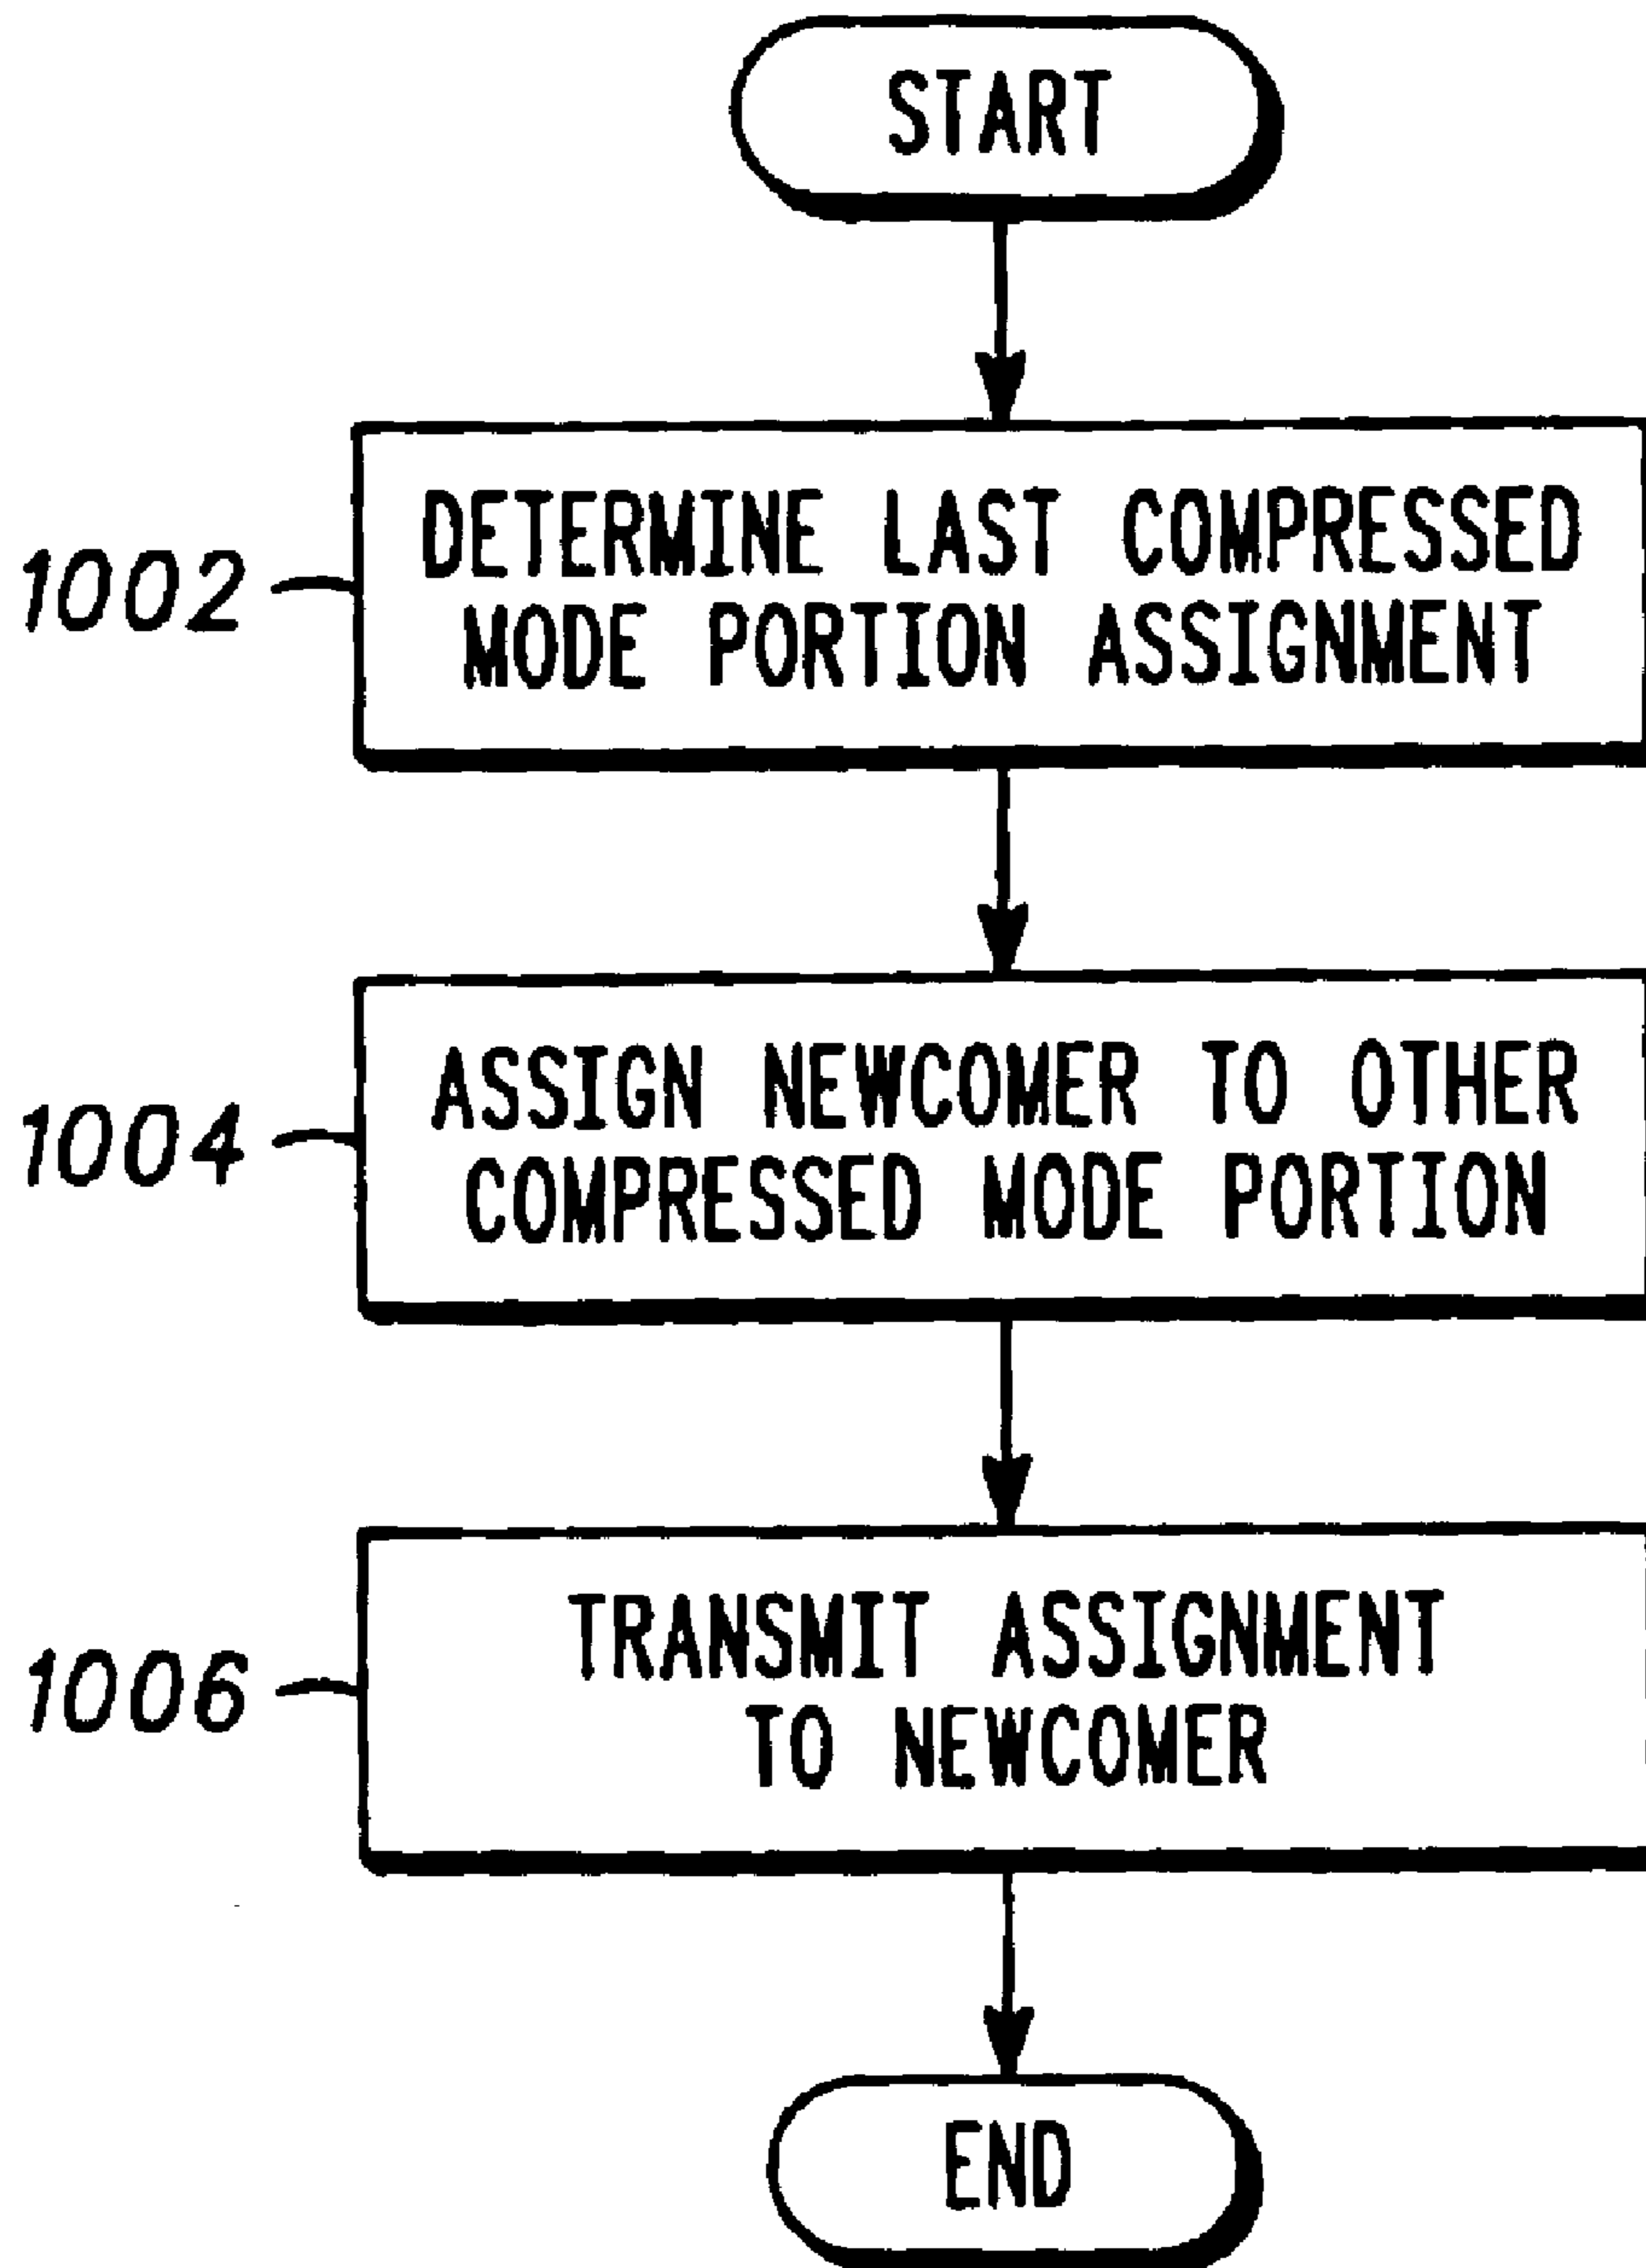 START
1002
DETERMINE LAST COMPRESSED
MODE PORTION ASSIGNMENT
1004
ASSIGN NEWCOMER TO OTHER
COMPRESSED MODE PORTION
1006
TRANSMIT ASSIGNMENT
TO NEWCOMER
END